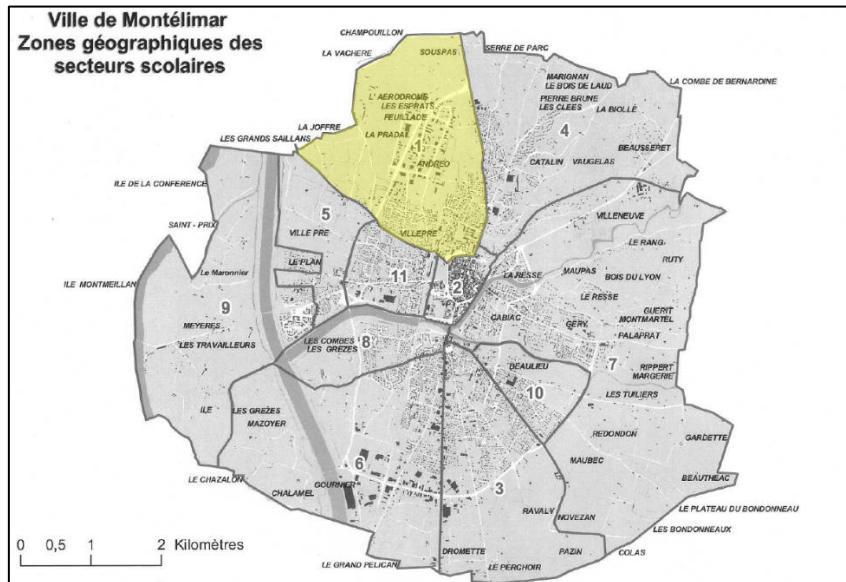 Ville de Montélimar
Zones géographiques des
secteurs scolaires
CHAMPOUILLON
LA VACHERE
SOUSPAS
SERRE DE PARC
MARIGNAN
LE BOIS DE LAUD
LA COMBE DE BERNARDINE
L' AERODROME
LES ESPRATS
FEUILLADE
PIERRE BRUNE
LES CLEES
LA BIOLLE
LA JOFFRE
LA PRADAL
1
4
LES GRANDS SAILLANS
ANDREO
BEAUSSERET
CATALIN
VAUGELAS
ILE DE LA CONFERENCE
5
VILLENEUVE
SAINT - PRIX
VILLE PRE
VILLEPRE
LE RANG
RUTY
LE PLAN
LA RESSE
MAUPAS
Le Maronnier
11
2
BOIS DU LYON
ILE MONTMEILLAN
LE RESSE
9
CABIAC
GUERIT
MONTMARTEL
MEYERES
GERY
PALAPRAT
LES TRAVAILLEURS
LES COMBES
LES GREZES
8
7
BEAULIEU
RIPPERT
MARGERIE
10
LES TUILIERS
ILE
LES GREZES
MAZOYER
REDONDON
GARDETTE
6
MAUBEC
LE CHAZALON
GOURNIER
3
BEAUTHEAC
CHALAMEL
RAVALY
NOVEZAN
LE PLATEAU DU BONDONNEAU
LES BONDONNEAUX
0 0,5 1 2 Kilomètres
DROMETTE
PAZIN
COLAS
LE GRAND PELICAN
LE PERCHOIR